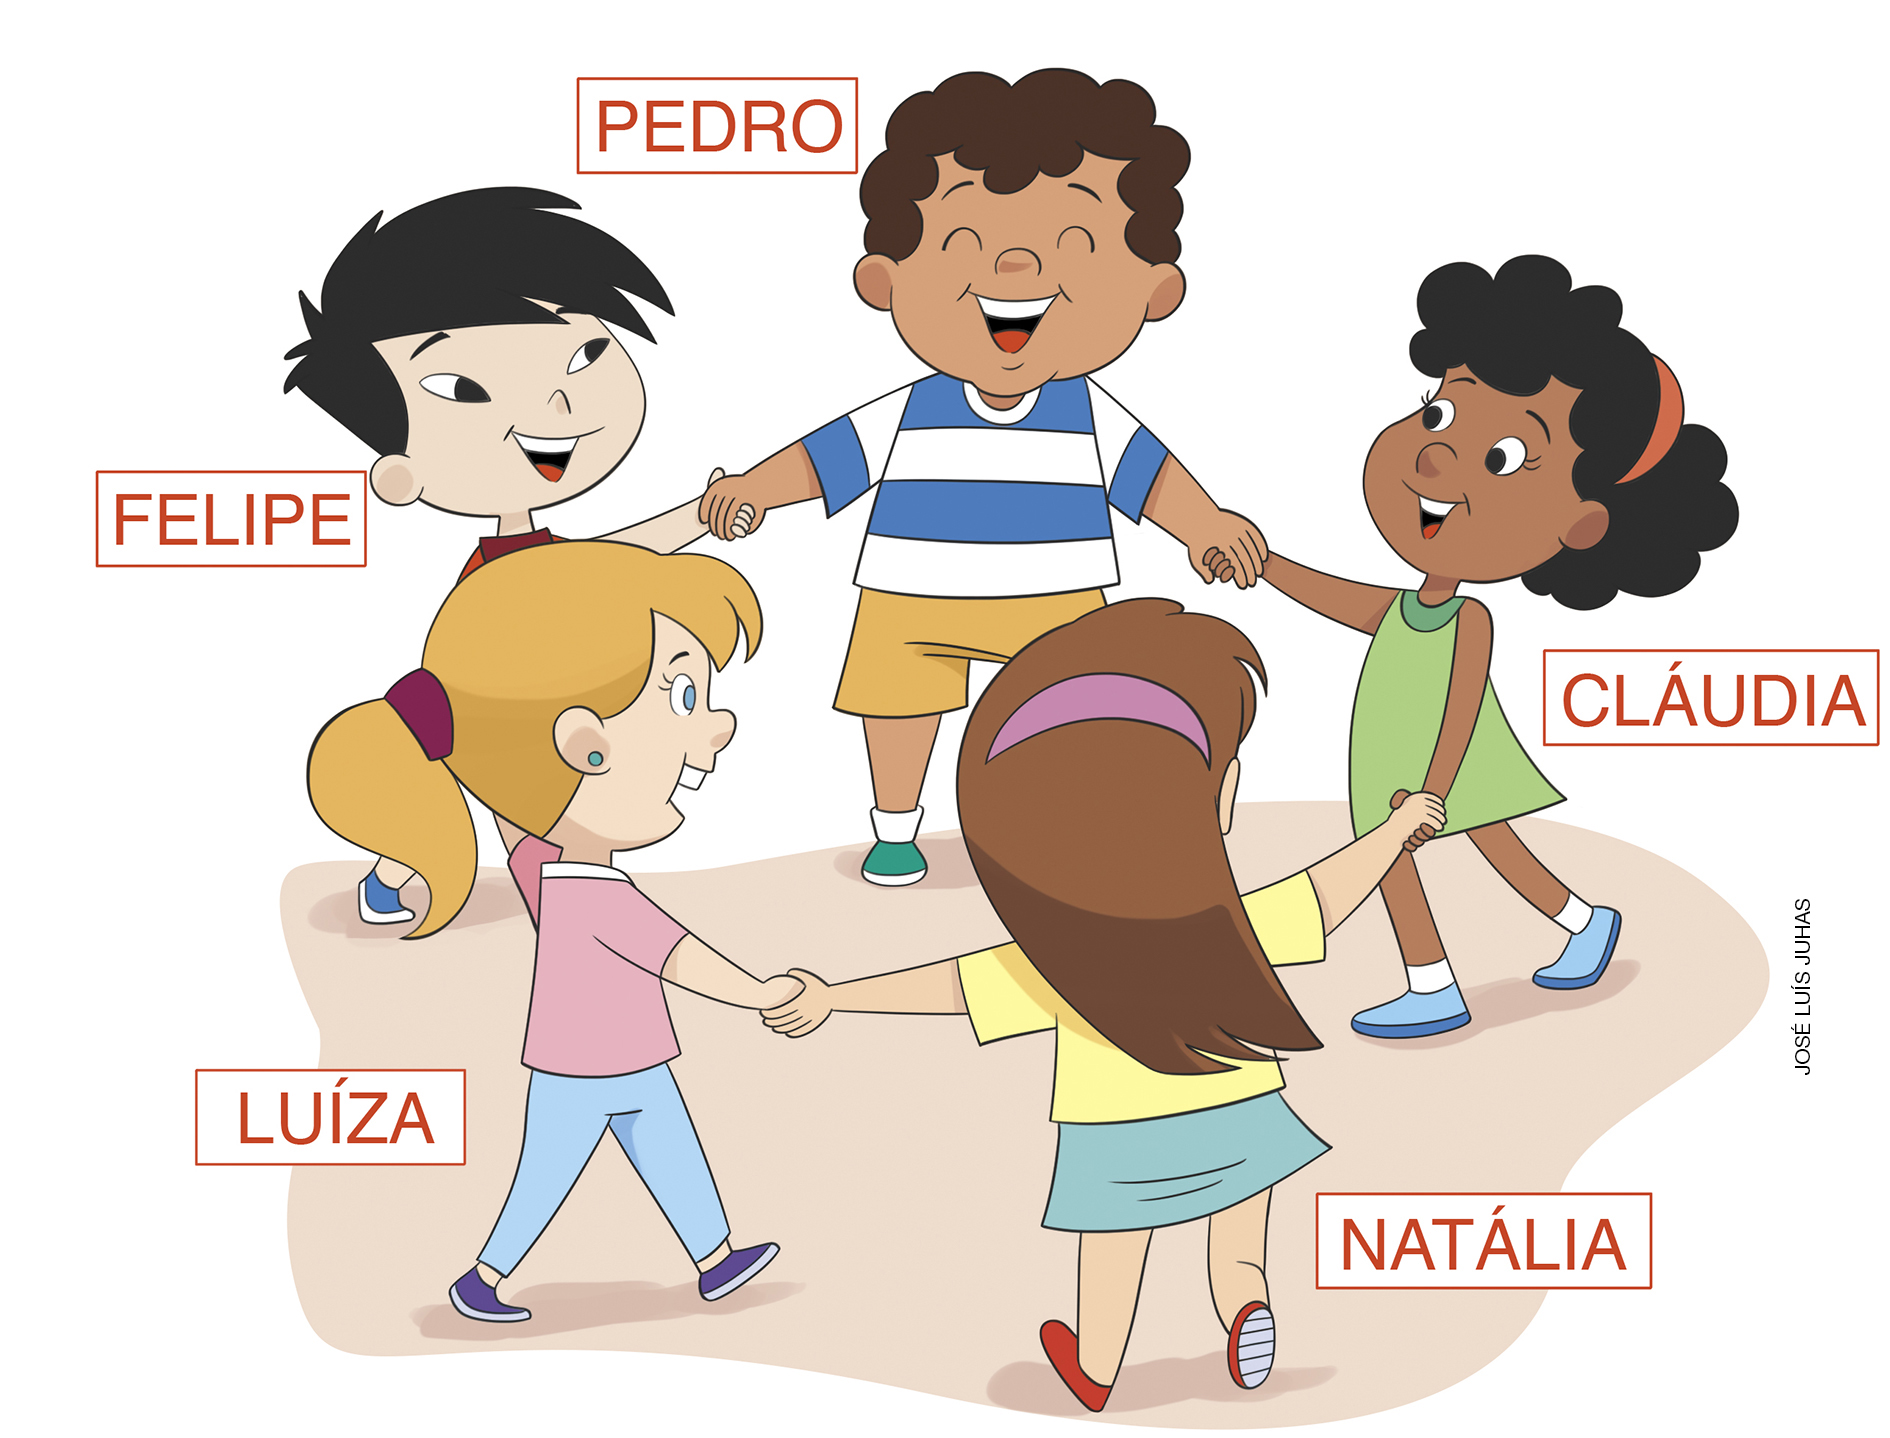 PEDRO
FELIPE
CLÁUDIA
LUÍZA
NATÁLIA
JOSÉ LUÍS JUHAS